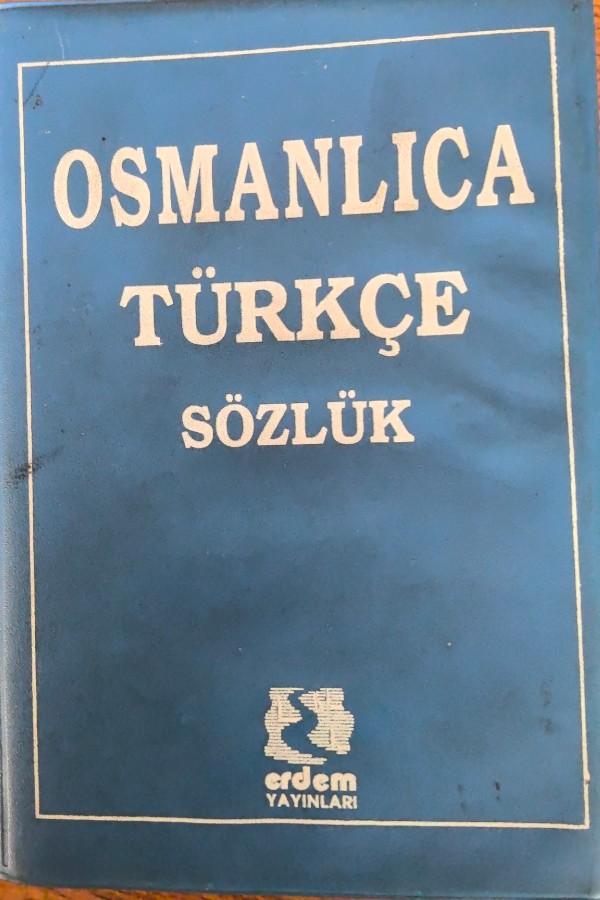 OSMANLICA
TÜRKÇE
SÖZLÜK
erdem
YAYINLARI